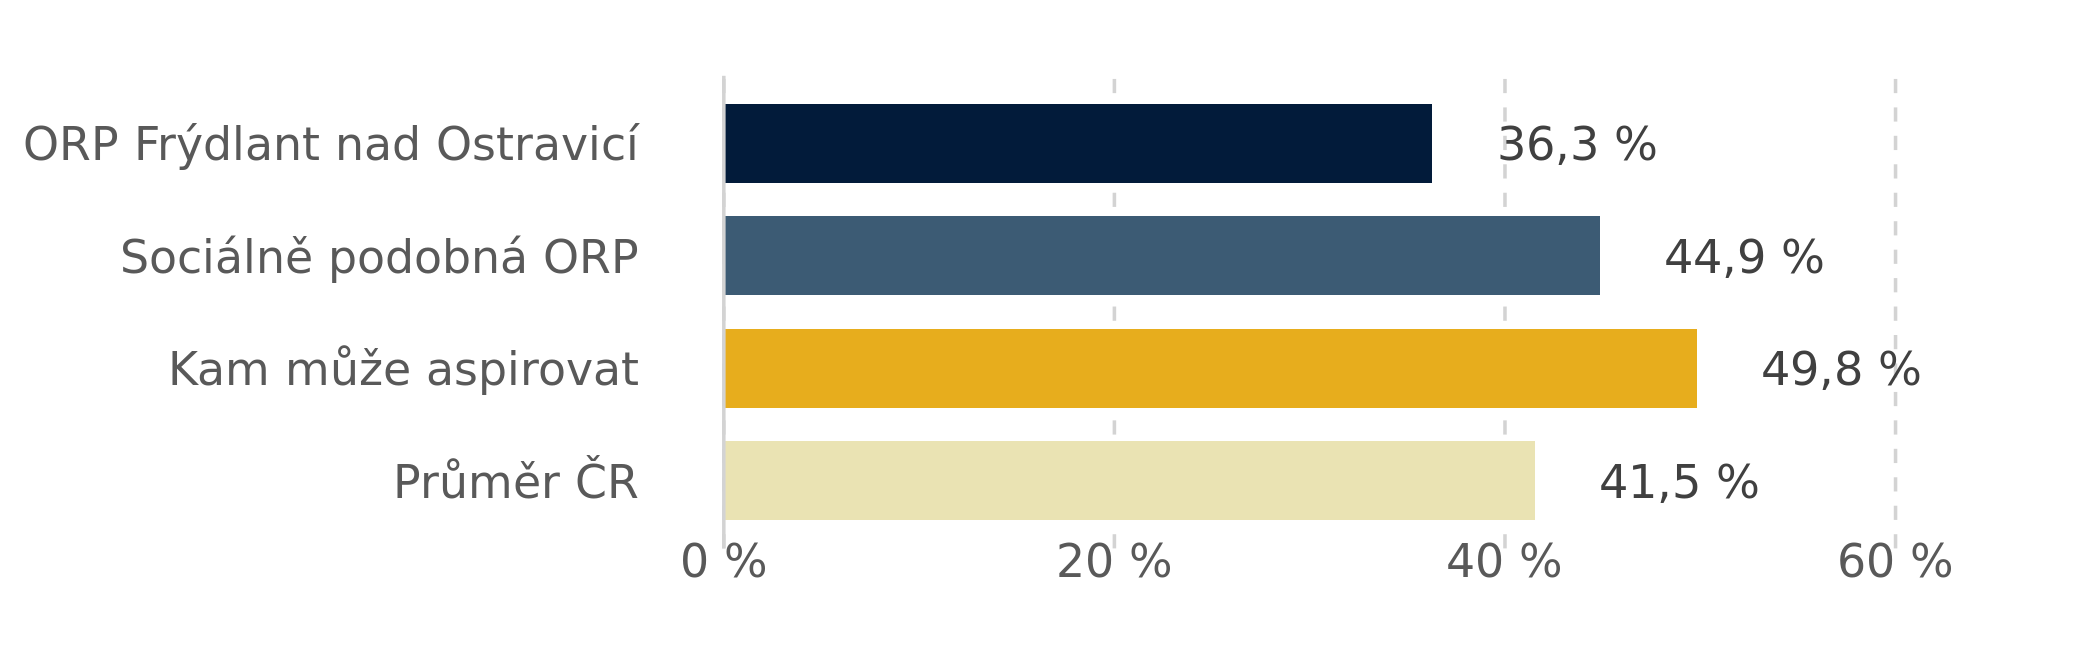 ORP Frýdlant nad Ostravicí 36,3 %
Sociálně podobná ORP 44,9 %
Kam může aspirovat 49,8 %
Průměr ČR 41,5 %
0 % 20 % 40 % 60 %